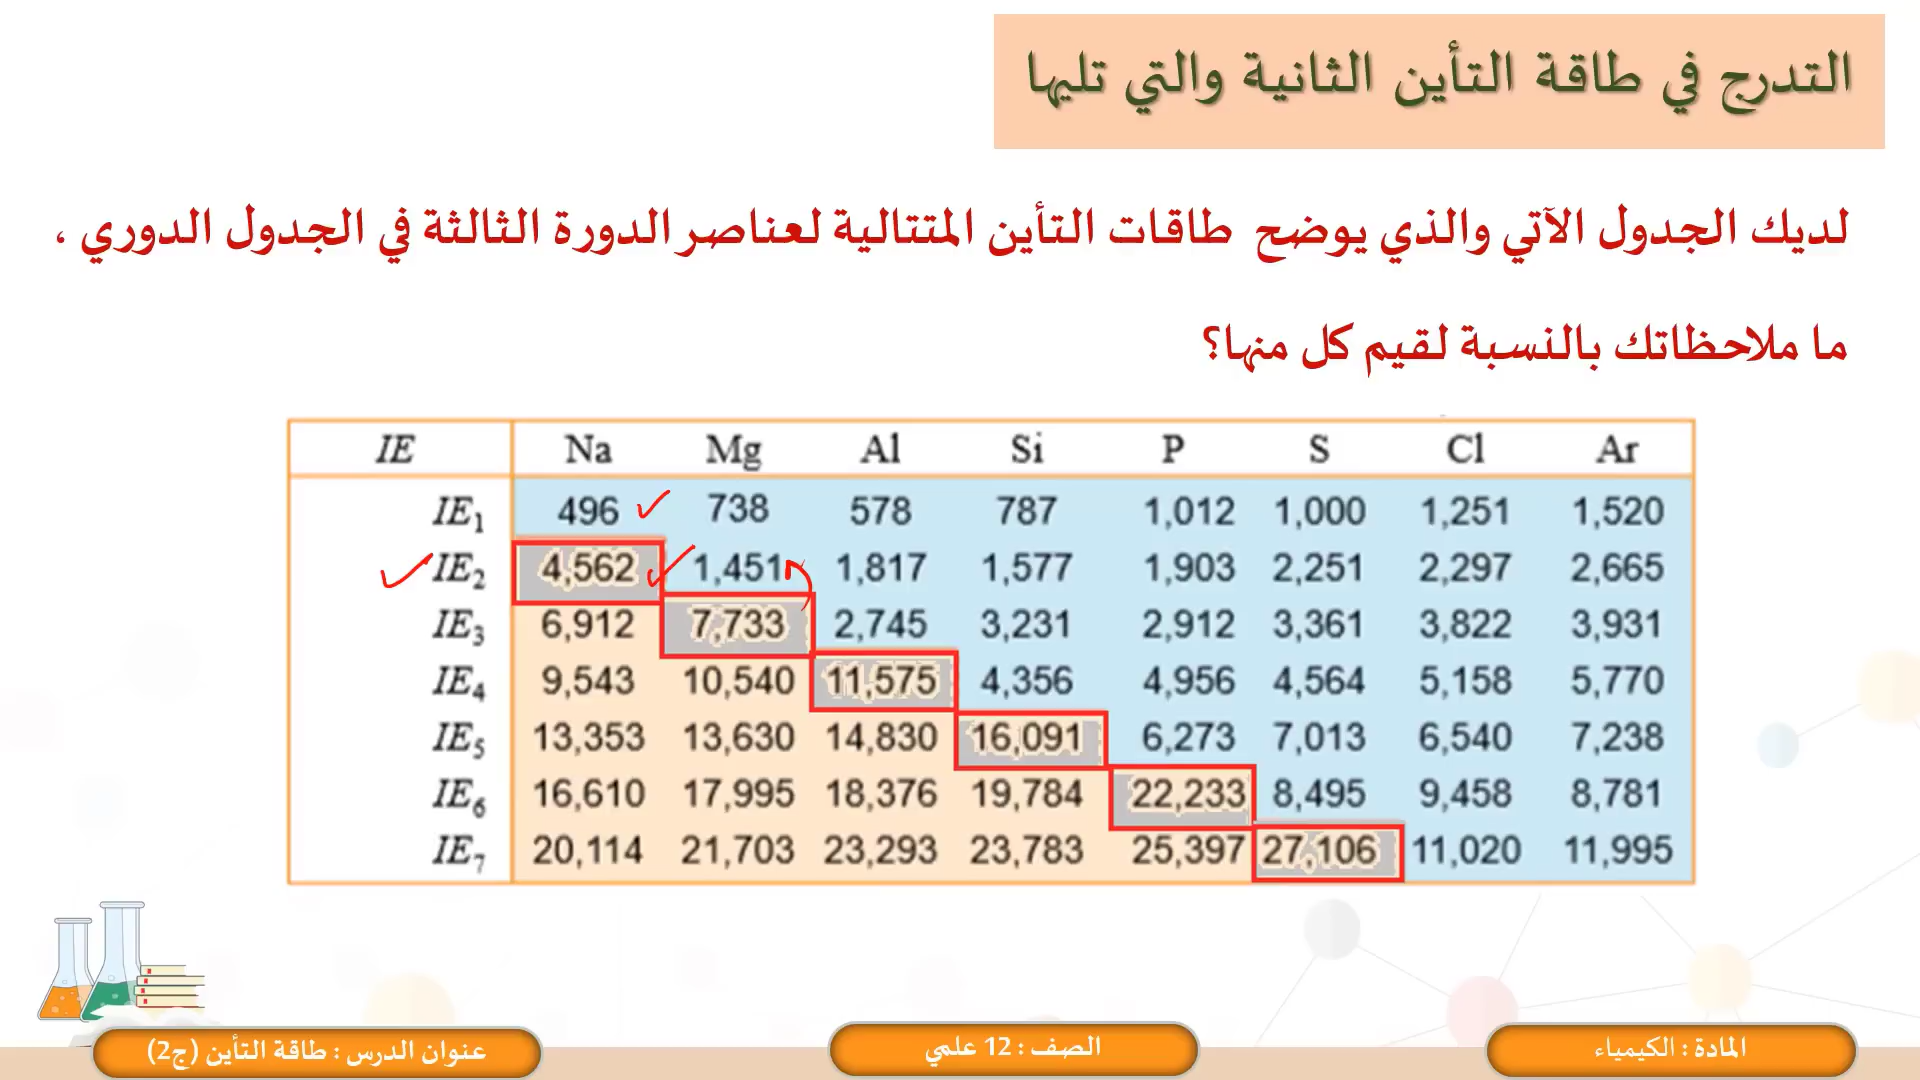 التدرج في طاقة التأين الثانية والتي تليها
لديك الجدول الآتي والذي يوضح طاقات التأين المتتالية لعناصر الدورة الثالثة في الجدول الدوري ،
ما ملاحظاتك بالنسبة لقيم كل منها؟
IE Na Mg Al Si P S Cl Ar
IE₁ 496 738 578 787 1,012 1,000 1,251 1,520
IE₂ 4,562 1,451 1,817 1,577 1,903 2,251 2,297 2,665
IE₃ 6,912 7,733 2,745 3,231 2,912 3,361 3,822 3,931
IE₄ 9,543 10,540 11,575 4,356 4,956 4,564 5,158 5,770
IE₅ 13,353 13,630 14,830 16,091 6,273 7,013 6,540 7,238
IE₆ 16,610 17,995 18,376 19,784 22,233 8,495 9,458 8,781
IE₇ 20,114 21,703 23,293 23,783 25,397 27,106 11,020 11,995
المادة : الكيمياء
الصف : 12 علمي
عنوان الدرس : طاقة التأين (ج2)